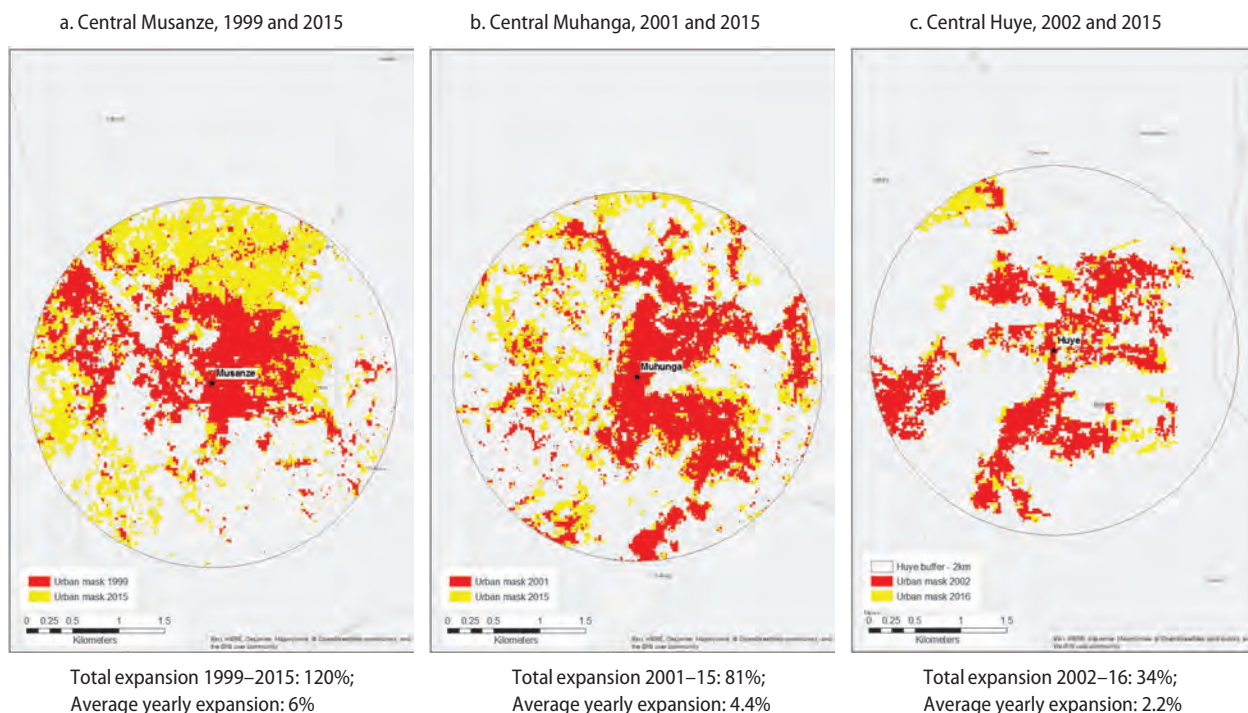 a. Central Musanze, 1999 and 2015
b. Central Muhanga, 2001 and 2015
c. Central Huye, 2002 and 2015
Musanze
Muhunga
Huye
Urban mask 1999
Urban mask 2015
0 0.25 0.5 1 1.5
Kilometers
Urban mask 2001
Urban mask 2015
0 0.25 0.5 1 1.5
Kilometers
Huye buffer - 2km
Urban mask 2002
Urban mask 2016
0 0.25 0.5 1 1.5
Kilometers
Total expansion 1999–2015: 120%;
Average yearly expansion: 6%
Total expansion 2001–15: 81%;
Average yearly expansion: 4.4%
Total expansion 2002–16: 34%;
Average yearly expansion: 2.2%